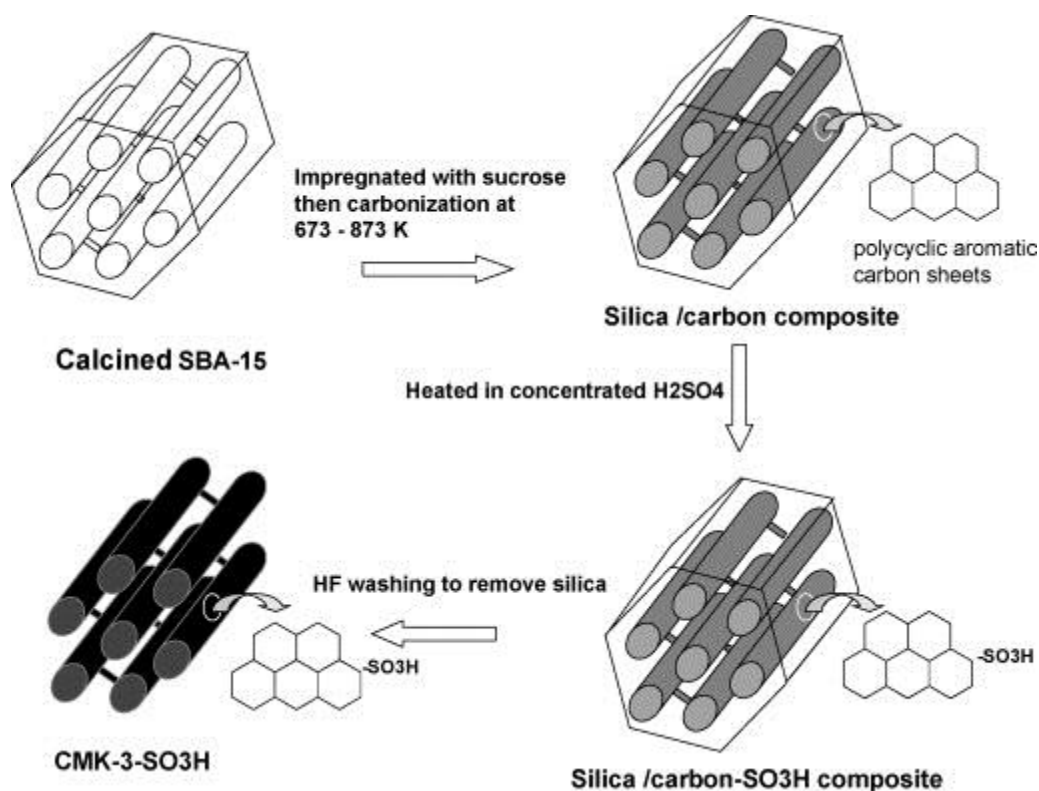 Impregnated with sucrose
then carbonization at
673 - 873 K
polycyclic aromatic
carbon sheets
Calcined SBA-15
Silica /carbon composite
Heated in concentrated H2SO4
HF washing to remove silica
-SO3H
-SO3H
CMK-3-SO3H
Silica /carbon-SO3H composite